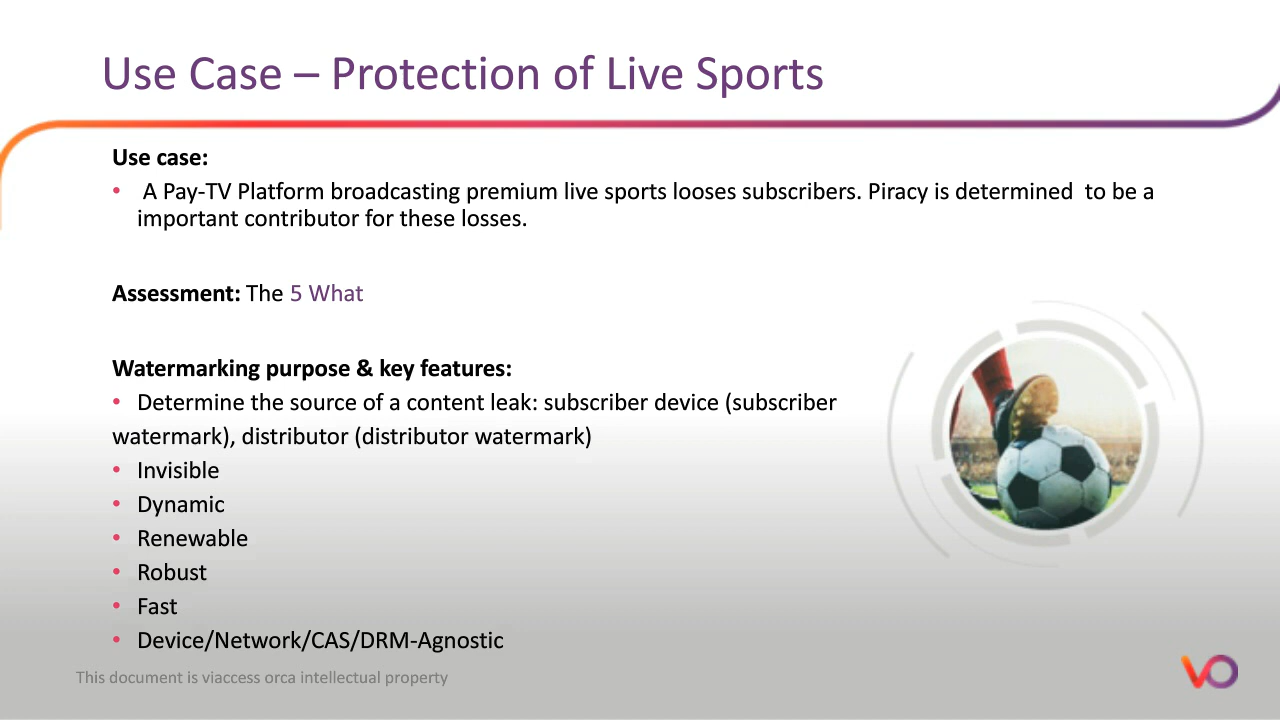 Use Case – Protection of Live Sports
Use case:
• A Pay-TV Platform broadcasting premium live sports looses subscribers. Piracy is determined  to be a
important contributor for these losses.
Assessment: The 5 What
Watermarking purpose & key features:
• Determine the source of a content leak: subscriber device (subscriber
watermark), distributor (distributor watermark)
• Invisible
• Dynamic
• Renewable
• Robust
• Fast
• Device/Network/CAS/DRM-Agnostic
This document is viaccess orca intellectual property
VO